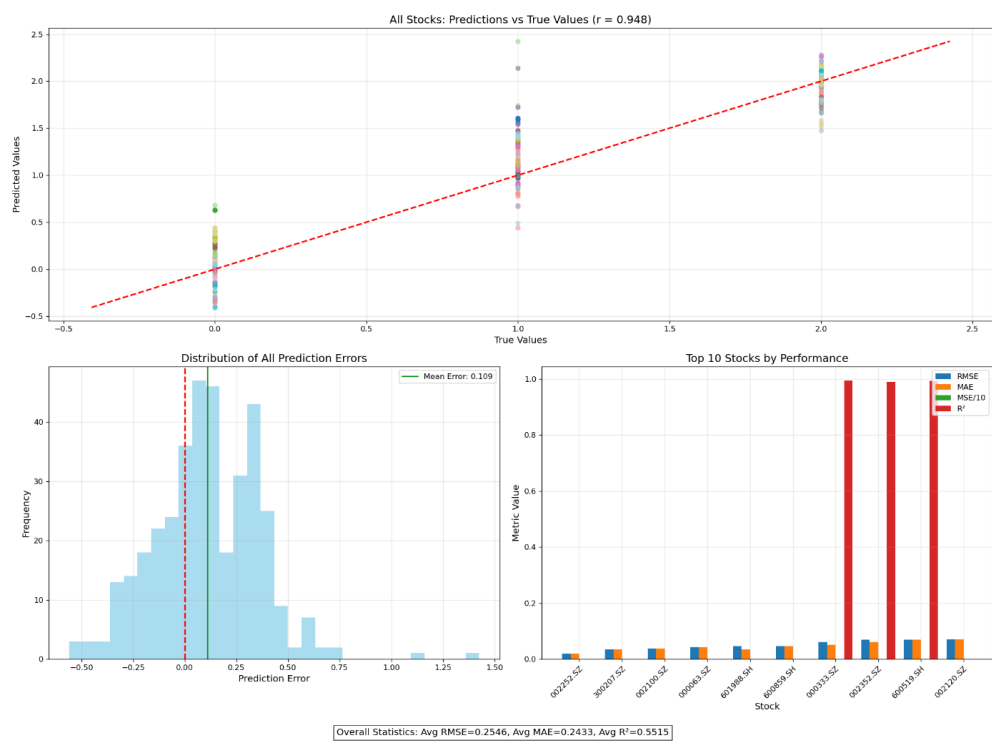 All Stocks: Predictions vs True Values (r = 0.948)
Predicted Values
2.5
2.0
1.5
1.0
0.5
0.0
−0.5
−0.5
0.0
0.5
1.0
1.5
2.0
2.5
True Values
Distribution of All Prediction Errors
Mean Error: 0.109
Frequency
40
30
20
10
0
−0.50
−0.25
0.00
0.25
0.50
0.75
1.00
1.25
1.50
Prediction Error
Top 10 Stocks by Performance
RMSE
MAE
MSE/10
R²
Metric Value
1.0
0.8
0.6
0.4
0.2
0.0
002252.SZ
300207.SZ
002100.SZ
000063.SZ
601988.SH
600859.SH
000333.SZ
002352.SZ
600519.SH
002120.SZ
Stock
Overall Statistics: Avg RMSE=0.2546, Avg MAE=0.2433, Avg R²=0.5515